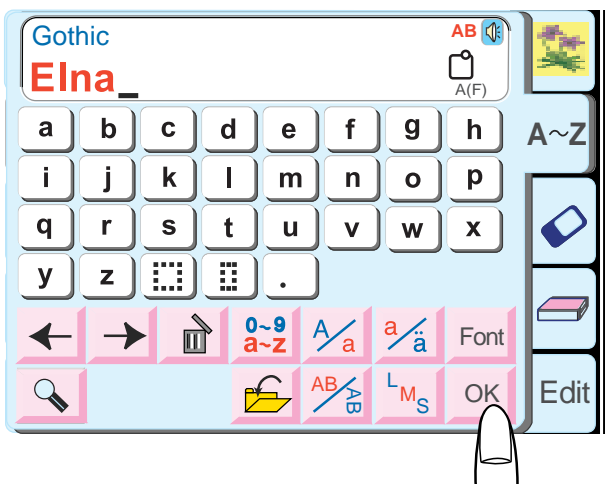 Gothic AB
Elna_
A(F)
a b c d e f g h A~Z
i j k l m n o p
q r s t u v w x
y z .
0~9 A/a a/ä Font
a~z
AB/AB L M S OK Edit